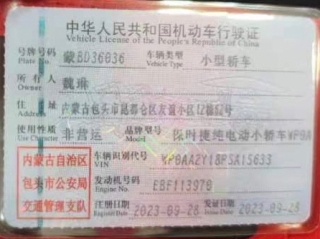 中华人民共和国机动车行驶证
Vehicle License of the People's Republic of China
号牌号码 蒙BD36036 车辆类型 小型轿车
Plate No. Vehicle Type
所有人 魏琳
Owner
住址 内蒙古包头市昆都仑区友谊小区
Address
使用性质 非营运 品牌型号 保时捷纯电动小轿车
Use Character Model
内蒙古自治区
包头市公安局
交通管理支队
车辆识别代号
VIN
发动机号码 EBF113970
Engine No.
注册日期 2023-09-28 发证日期 2023-09-28
Register Date Issue Date